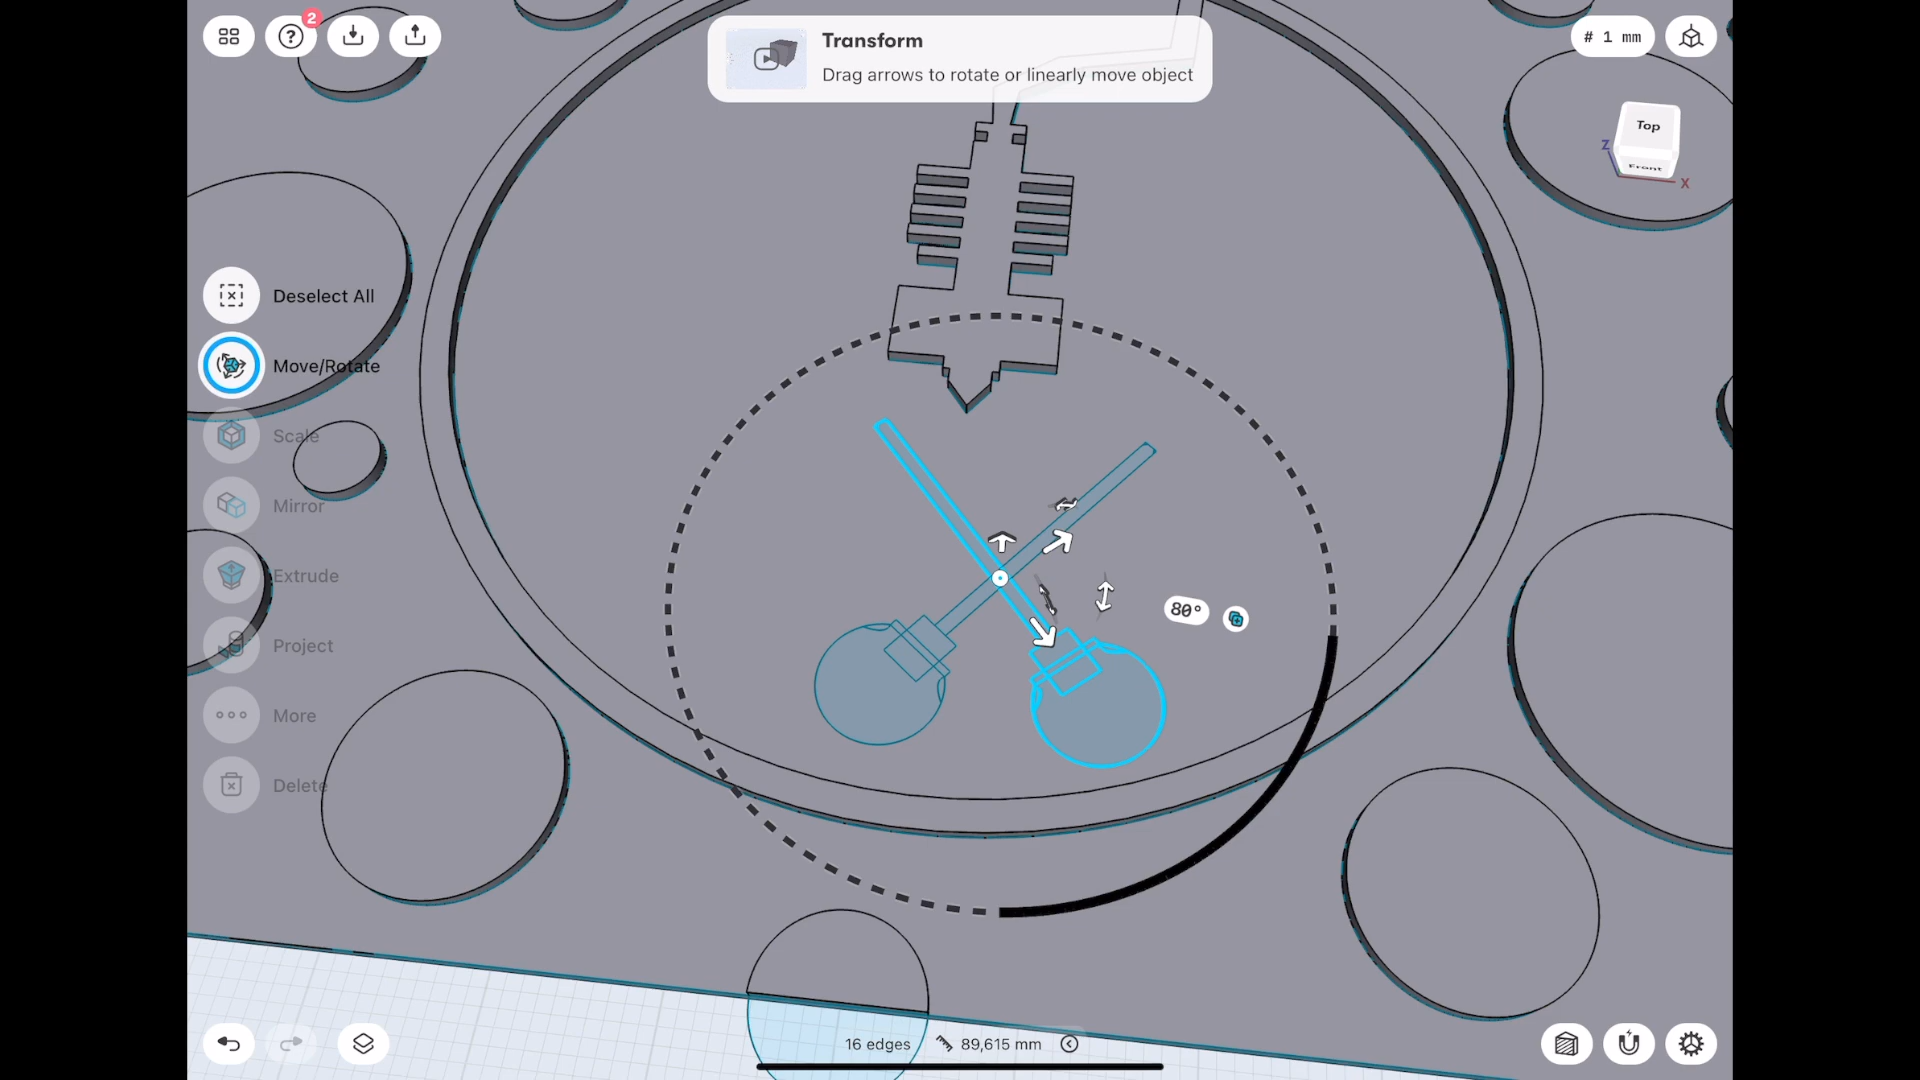 2
Transform
Drag arrows to rotate or linearly move object
# 1 mm
Top
Front
Z
X
Deselect All
Move/Rotate
Scale
Mirror
Extrude
Project
More
Delete
80°
16 edges
89,615 mm